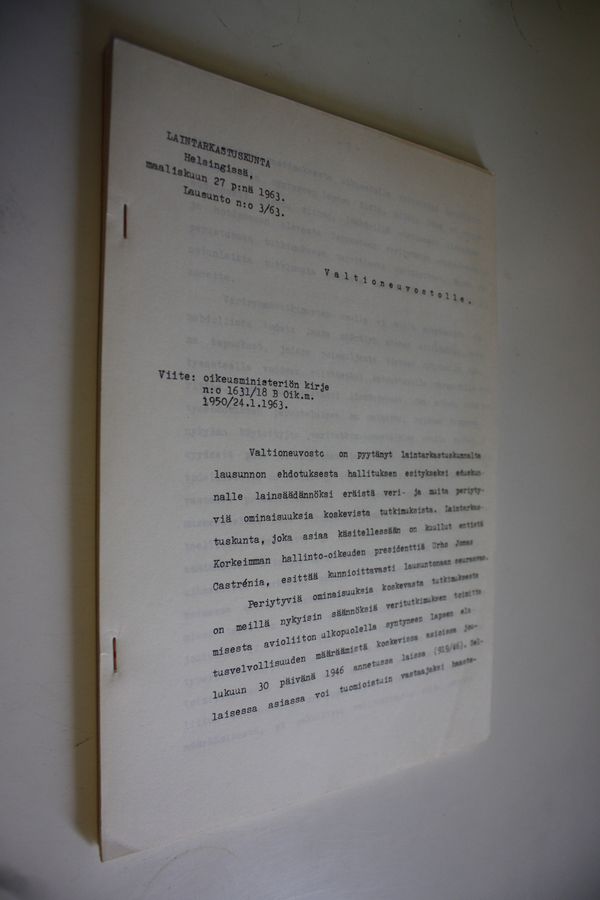 LAINTARKASTUSKUNTA
Helsingissä,
maaliskuun 27 p:nä 1963.
Lausunto n:o 3/63.
Valtioneuvostolle.
Viite: oikeusministeriön kirje
n:o 1631/18 B Oik.m.
1950/24.1.1963.
Valtioneuvosto on pyytänyt laintarkastuskunnalta
lausunnon ehdotuksesta hallituksen esitykseksi eduskun-
nalle lainsäädännöksi eräistä veri- ja muita periyty-
viä ominaisuuksia koskevista tutkimuksista. Laintarkas-
tuskunta, joka asiaa käsitellessään on kuullut entistä
Korkeimman hallinto-oikeuden presidenttiä Urho Jonas
Castrénia, esittää kunnioittavasti lausuntonaan seuraavaa.
Periytyviä ominaisuuksia koskevasta tutkimuksesta
on meillä nykyisin säännöksiä veritutkimuksen toimitta
misesta avioliiton ulkopuolella syntyneen lapsen ela
tusvelvollisuuden määräämistä koskevissa asioissa jou-
lukuun 30 päivänä 1946 annetussa laissa (919/46). Sel-
laisessa asiassa voi tuomioistuin vastaajaksi haaste-